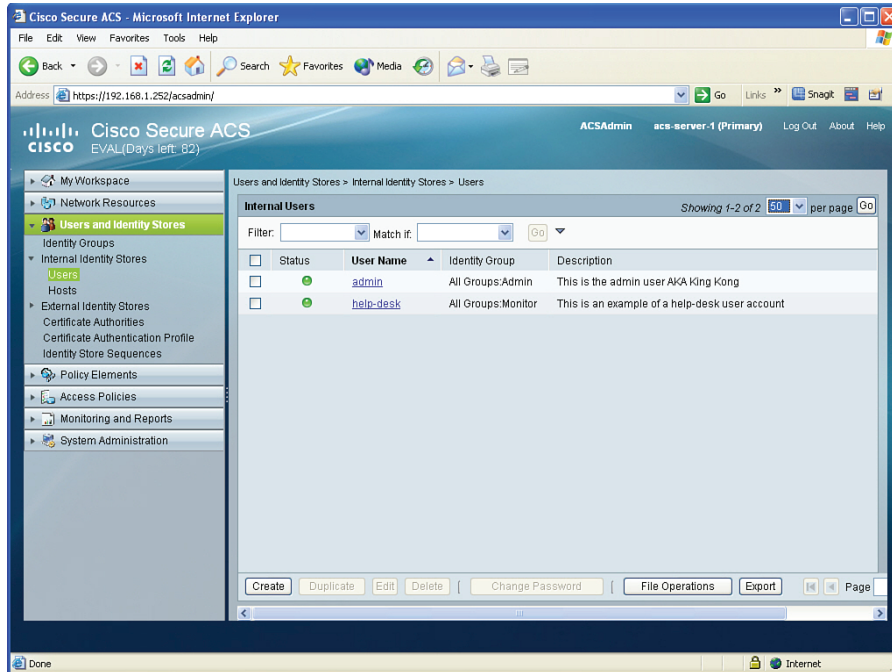 Cisco Secure ACS - Microsoft Internet Explorer
File Edit View Favorites Tools Help
Back Search Favorites Media
Address https://192.168.1.252/acsadmin/ Go Links » Snagit
CISCO Cisco Secure ACS
EVAL(Days left: 82)
ACSAdmin acs-server-1 (Primary) Log Out About Help
My Workspace
Network Resources
Users and Identity Stores
Identity Groups
Internal Identity Stores
Users
Hosts
External Identity Stores
Certificate Authorities
Certificate Authentication Profile
Identity Store Sequences
Policy Elements
Access Policies
Monitoring and Reports
System Administration
Users and Identity Stores > Internal Identity Stores > Users
Internal Users Showing 1-2 of 2 50 per page Go
Filter: Match if: Go
Status User Name Identity Group Description
admin All Groups:Admin This is the admin user AKA King Kong
help-desk All Groups:Monitor This is an example of a help-desk user account
Create Duplicate Edit Delete | Change Password | File Operations Export Page
Done Internet